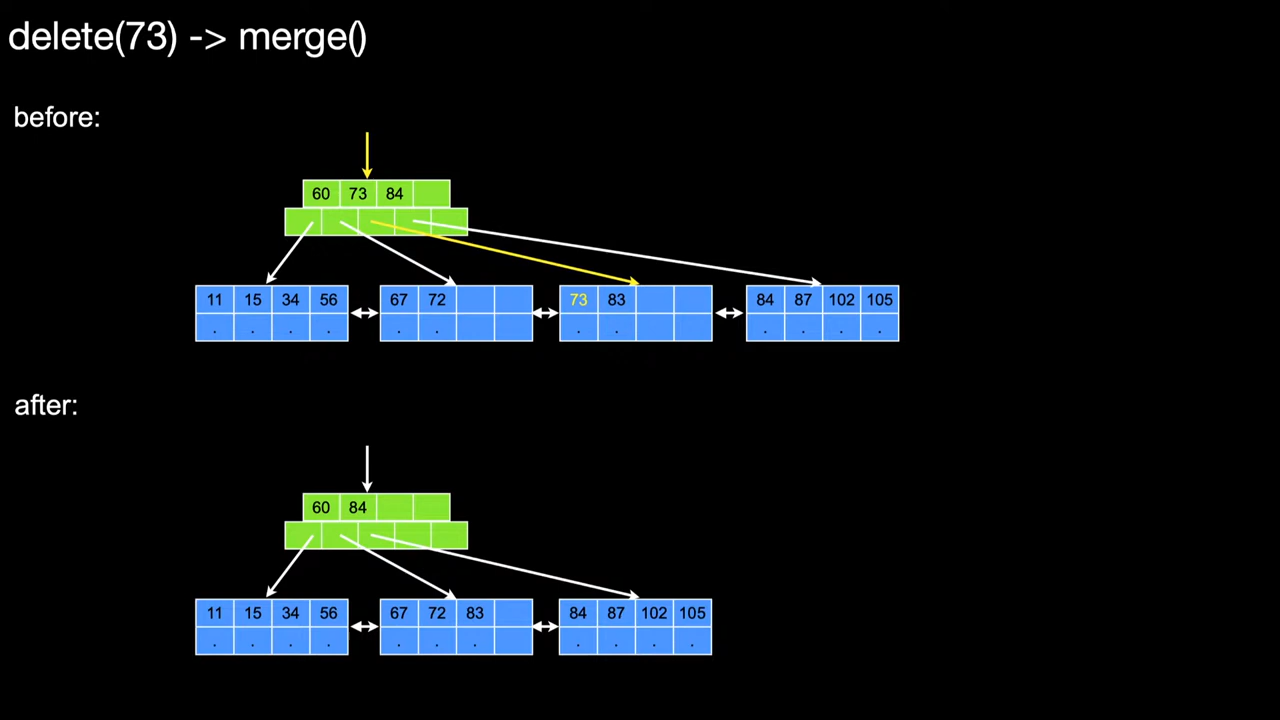 delete(73) -> merge()
before:
60 73 84
11 15 34 56 67 72 73 83 84 87 102 105
. . . . . . . . . . . .
after:
60 84
11 15 34 56 67 72 83 84 87 102 105
. . . . . . . . . . .